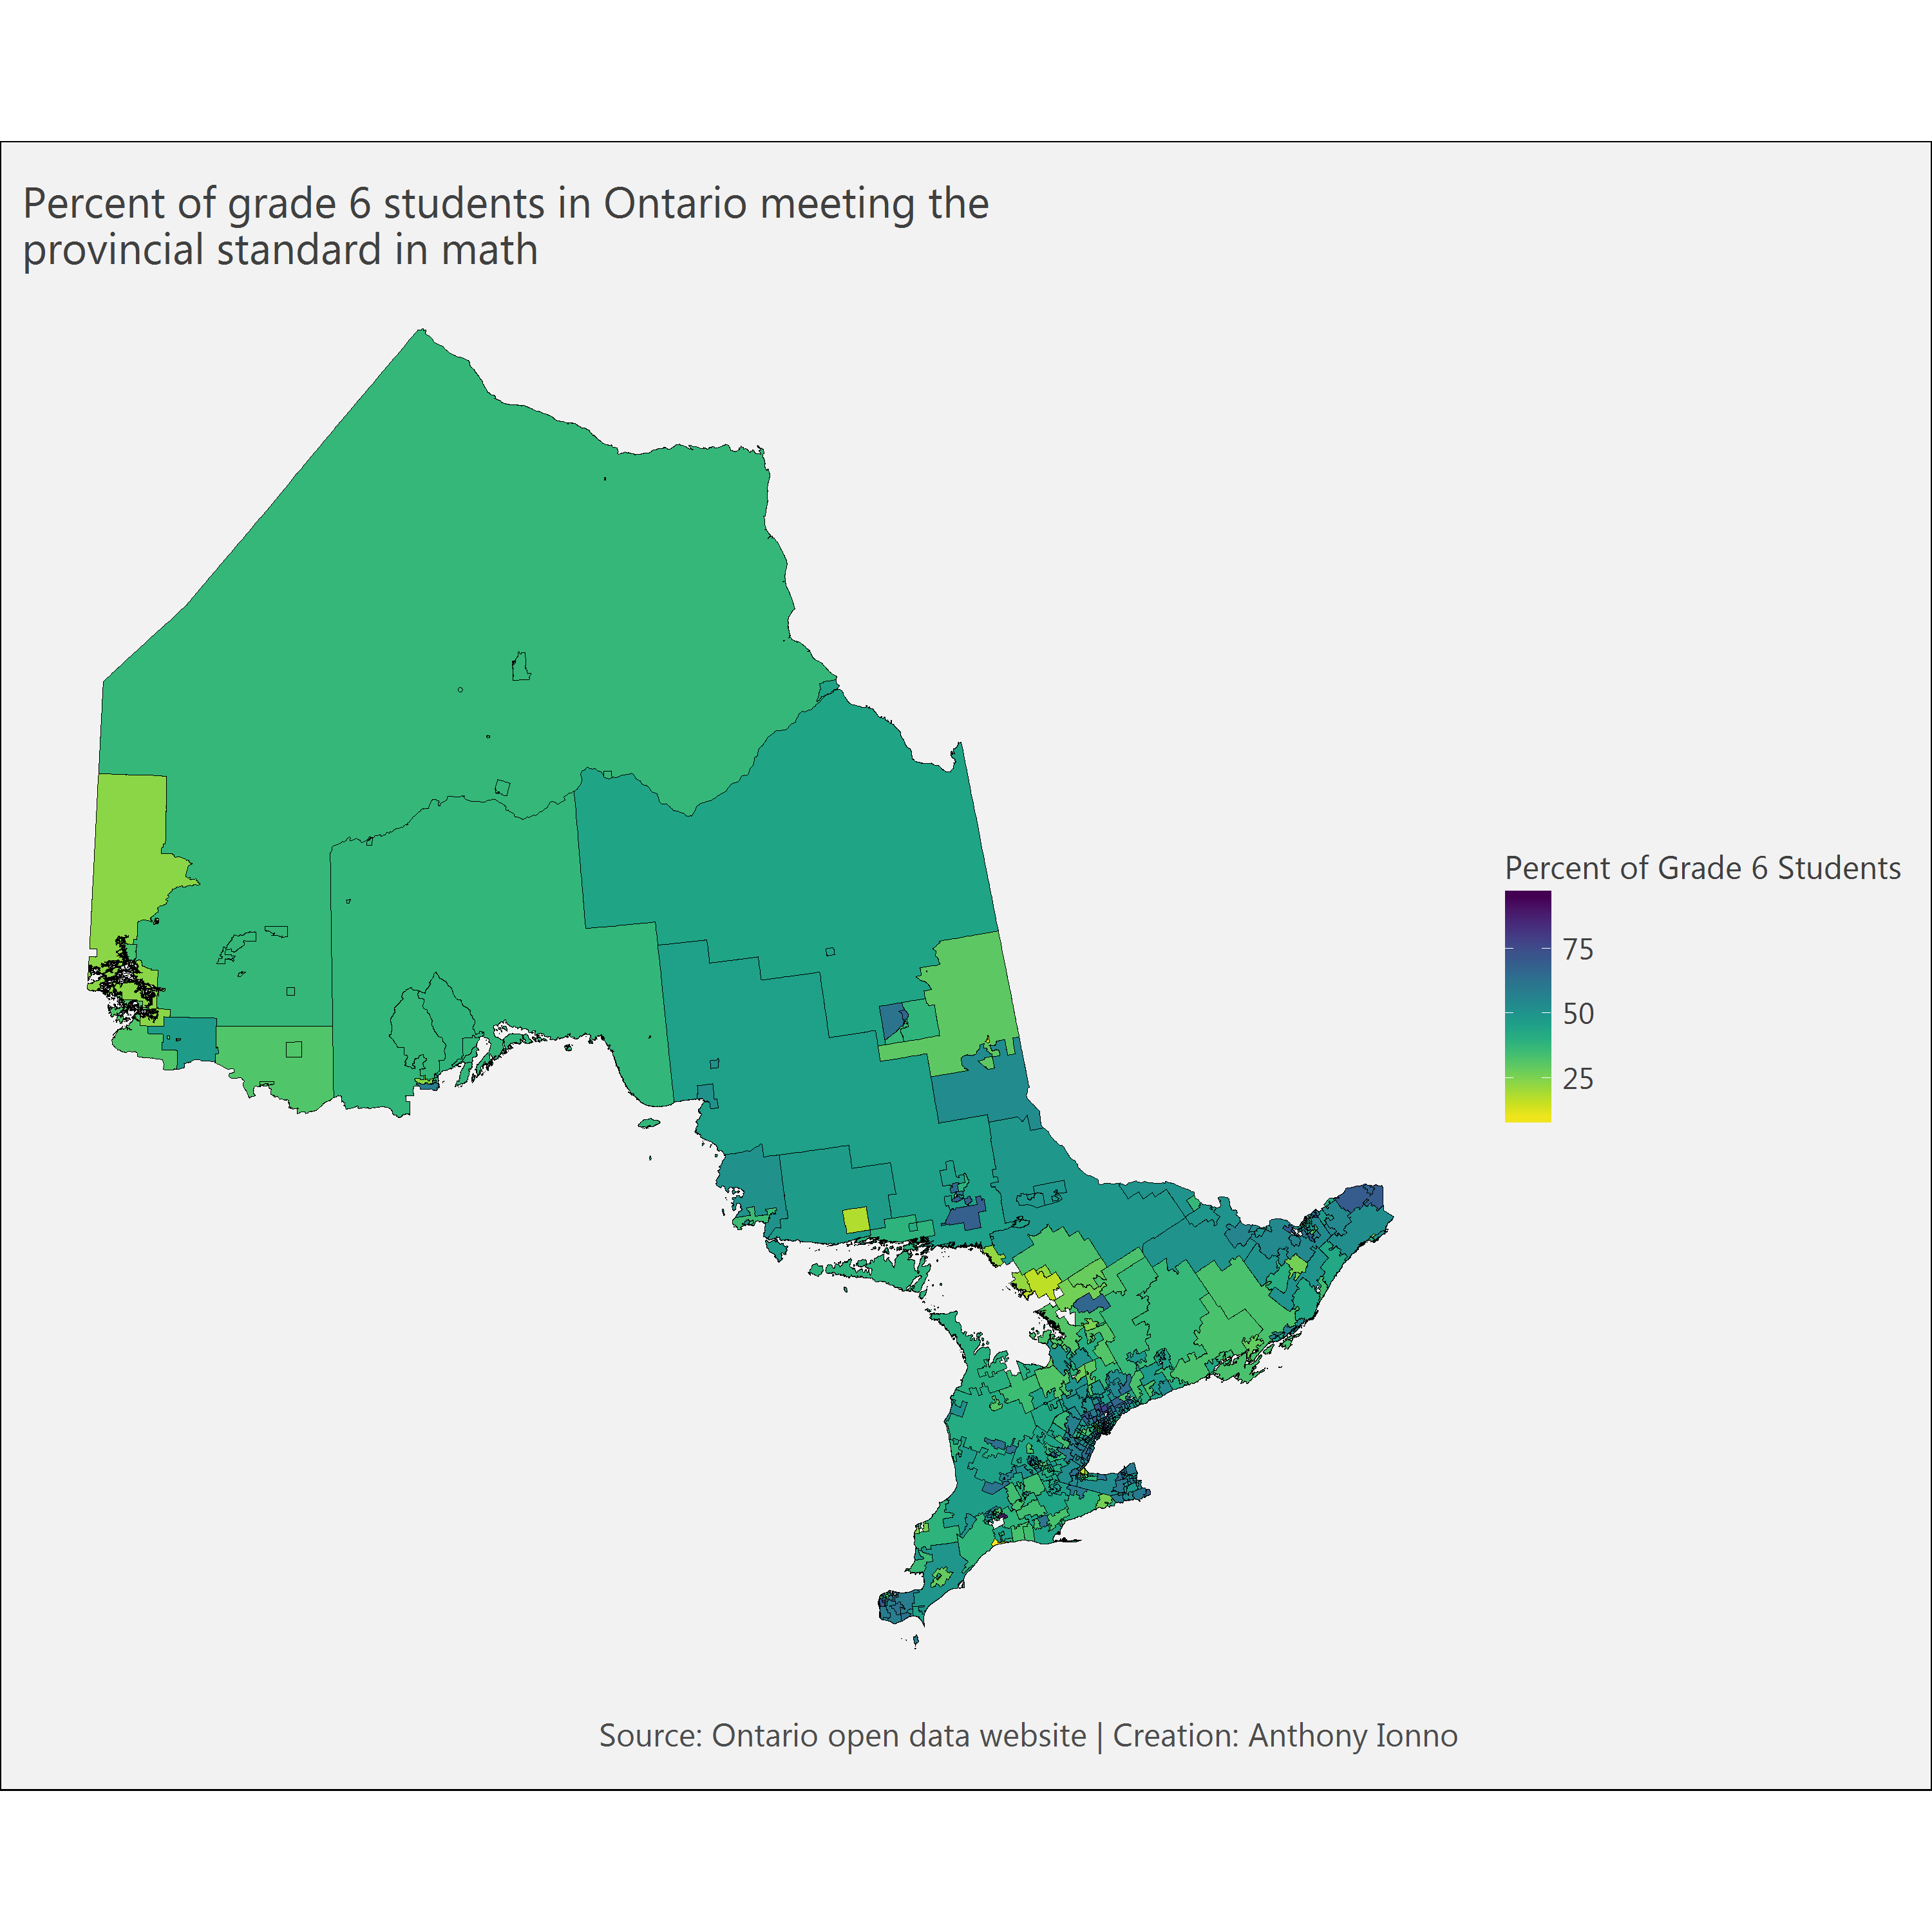 Percent of grade 6 students in Ontario meeting the
provincial standard in math
Percent of Grade 6 Students
75
50
25
Source: Ontario open data website | Creation: Anthony Ionno